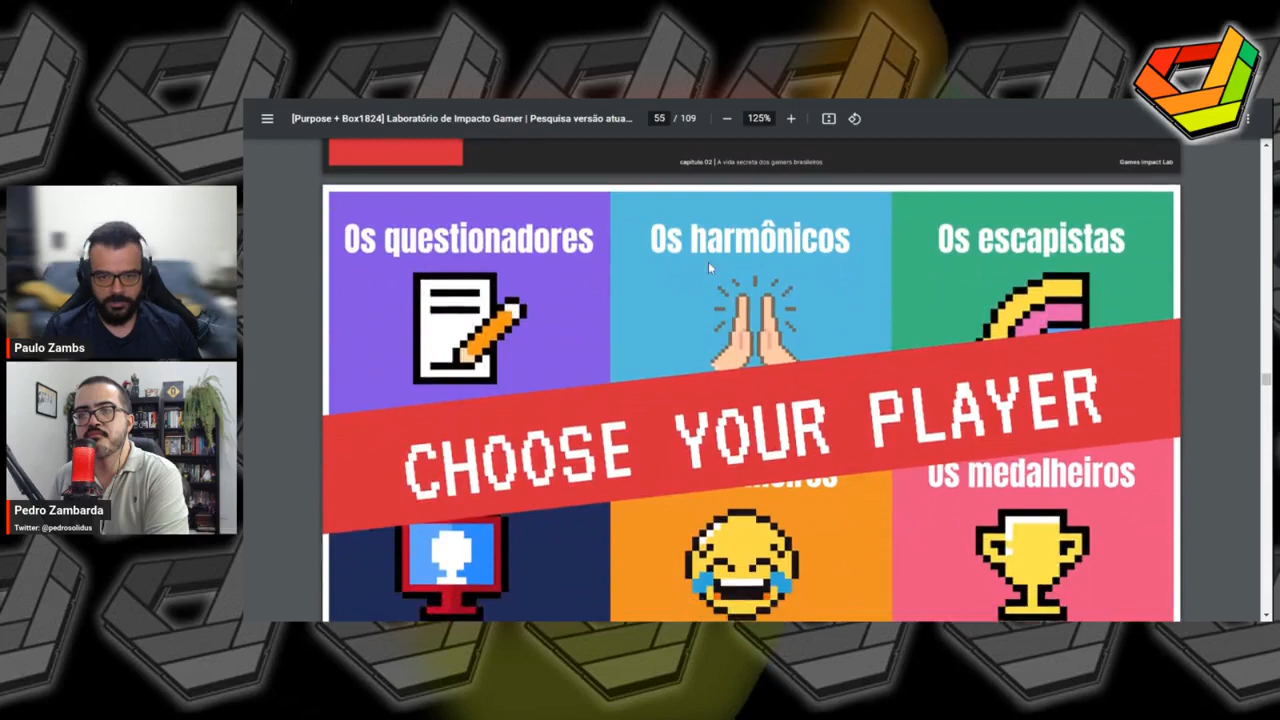 [Purpose + Box1824] Laboratório de Impacto Gamer | Pesquisa versão atua...
55 / 109
125%
capítulo 02 | A vida secreta dos gamers brasileiros
Games Impact Lab
Os questionadores
Os harmônicos
Os escapistas
CHOOSE YOUR PLAYER
Os medalheiros
Paulo Zambs
Pedro Zambarda
Twitter: @pedrosolidus